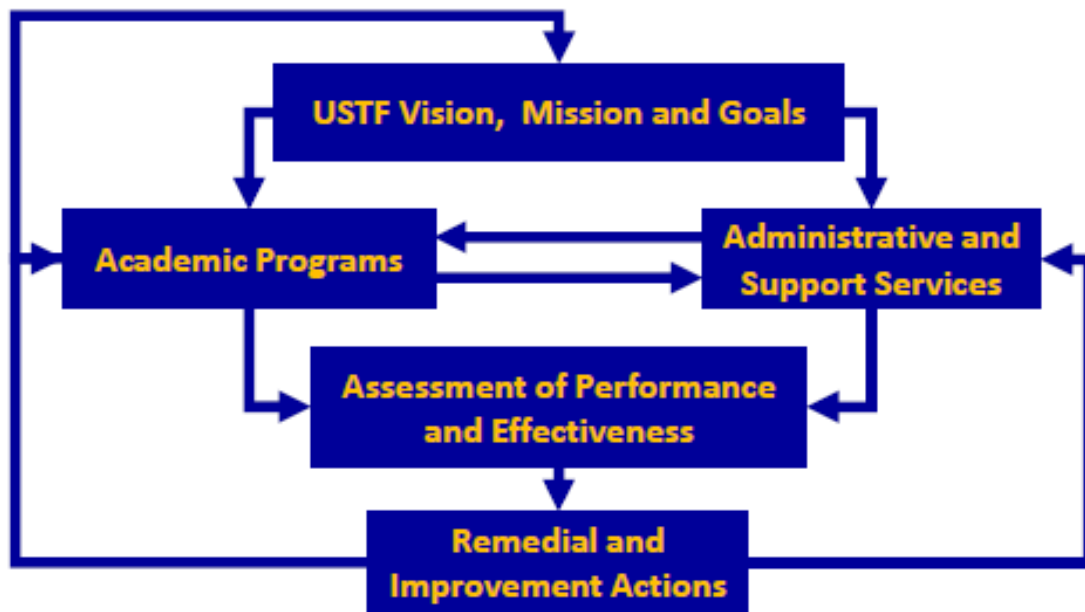 USTF Vision, Mission and Goals
Academic Programs
Administrative and
Support Services
Assessment of Performance
and Effectiveness
Remedial and
Improvement Actions